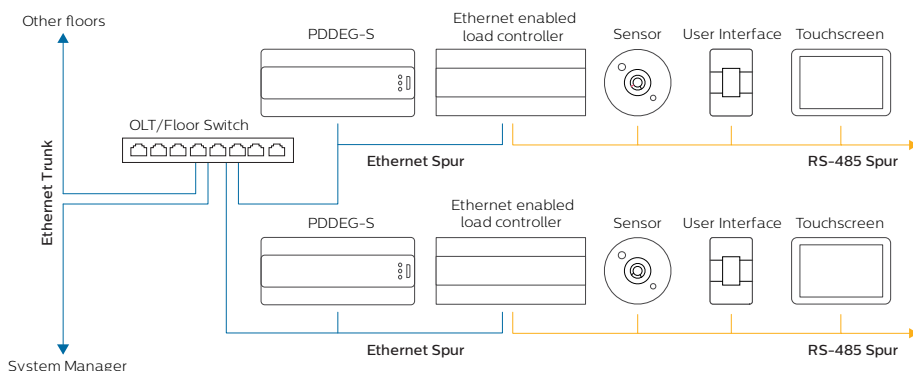 Other floors
PDDEG-S
Ethernet enabled
load controller
Sensor
User Interface
Touchscreen
OLT/Floor Switch
Ethernet Spur
RS-485 Spur
Ethernet Trunk
PDDEG-S
Ethernet enabled
load controller
Sensor
User Interface
Touchscreen
Ethernet Spur
RS-485 Spur
System Manager